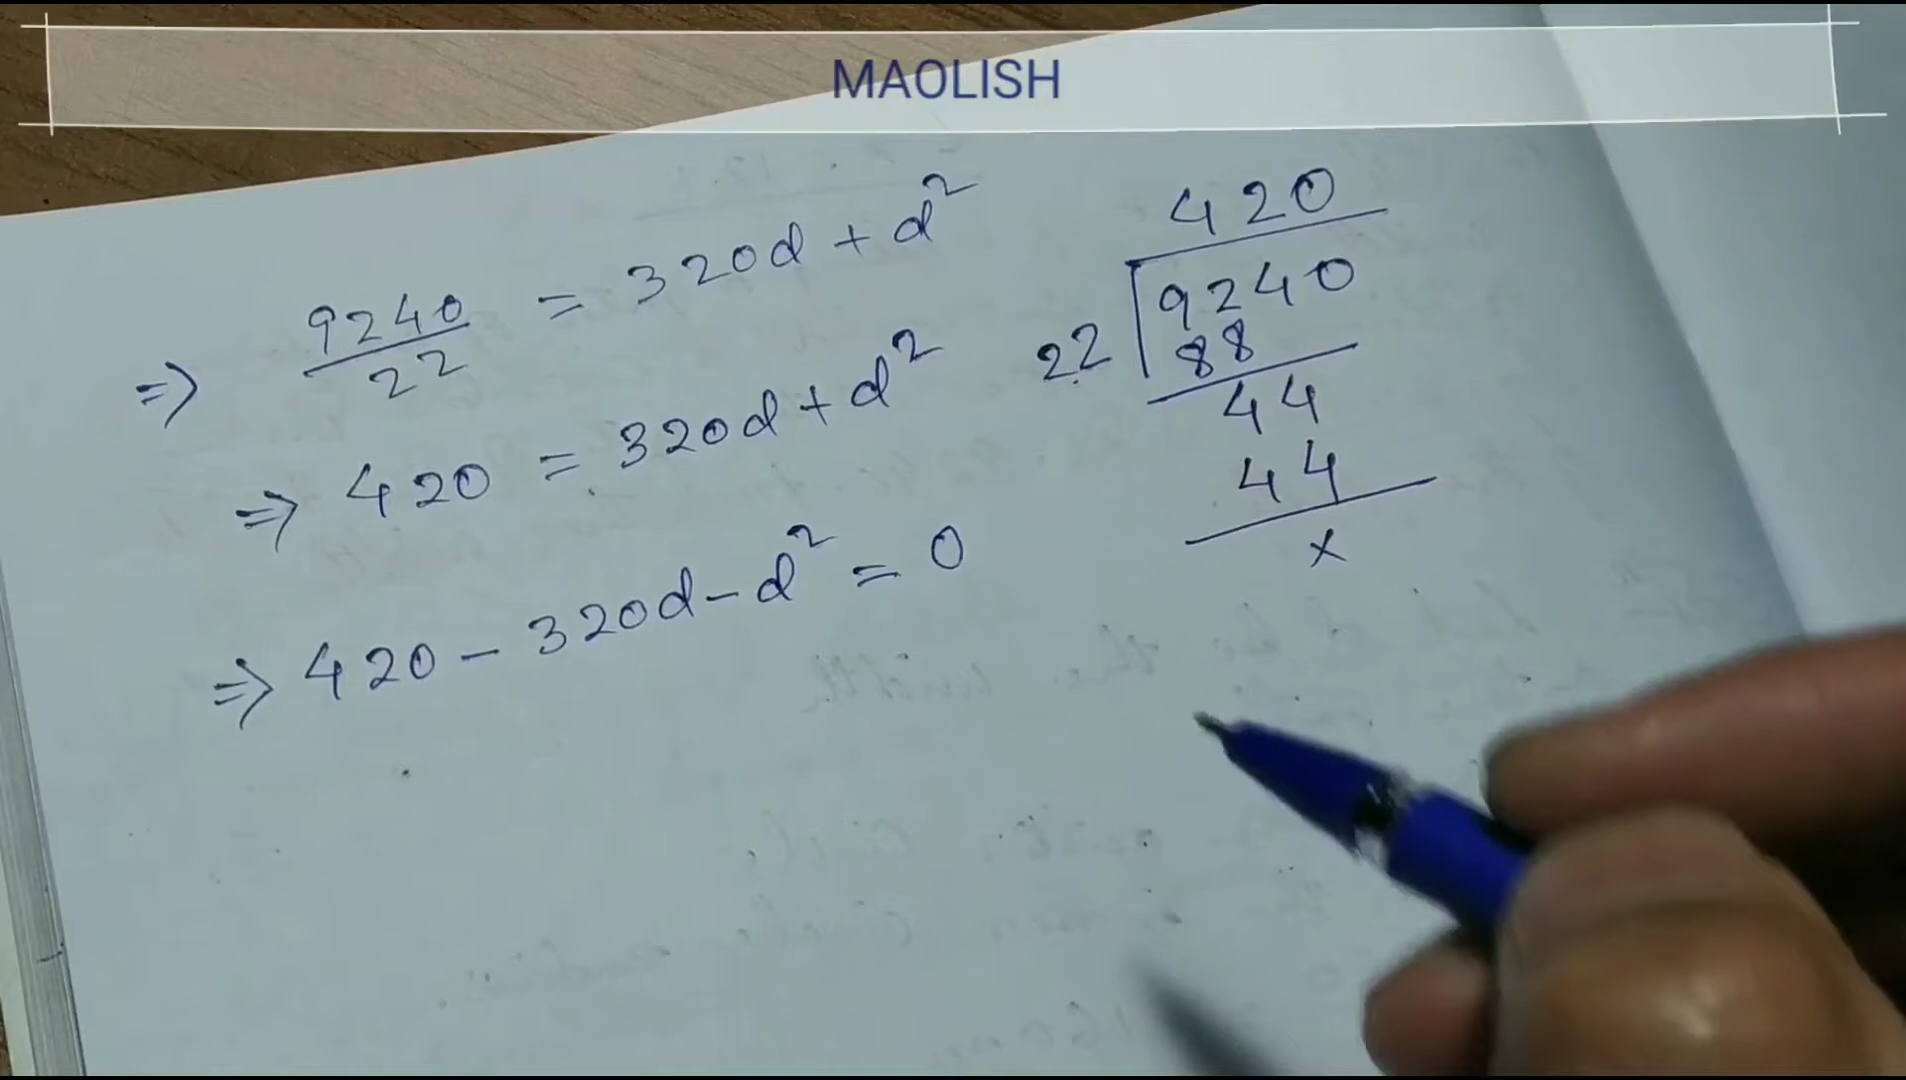 MAOLISH
=> 9240/22 = 320d + d²
=> 420 = 320d + d²
=> 420 - 320d - d² = 0
420
22 9240
88
44
44
x